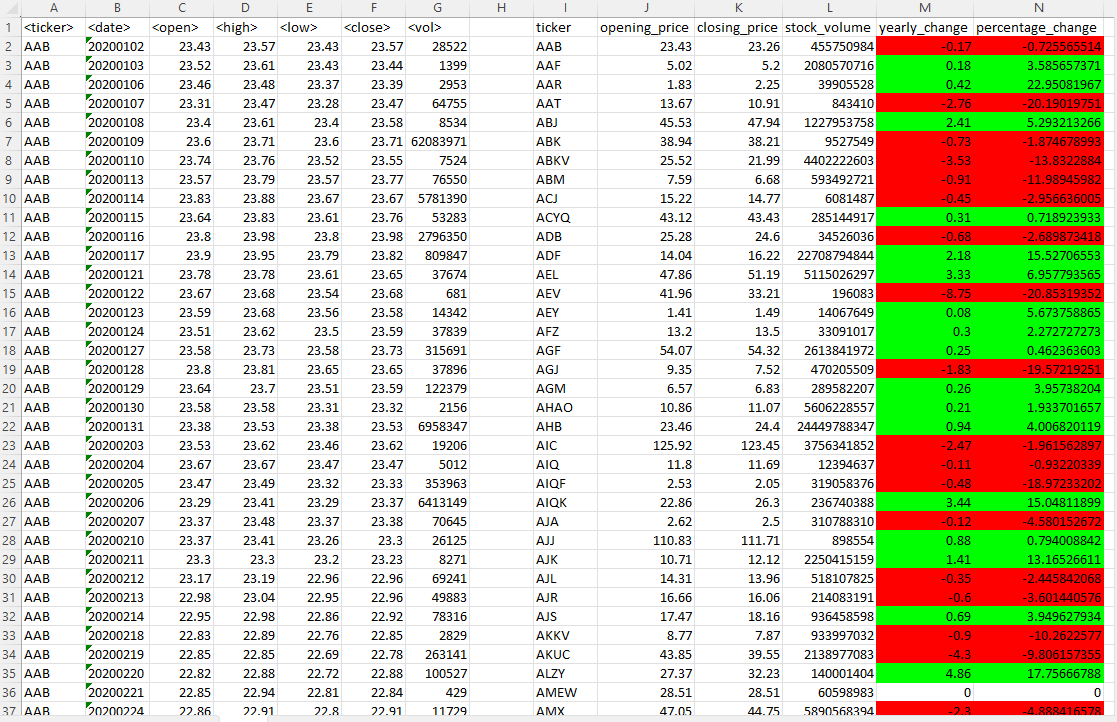 A B C D E F G H I J K L M N
1 <ticker> <date> <open> <high> <low> <close> <vol> ticker opening_price closing_price stock_volume yearly_change percentage_change
2 AAB 20200102 23.43 23.57 23.43 23.57 28522 AAB 23.43 23.26 455750984 -0.17 -0.725565514
3 AAB 20200103 23.52 23.61 23.43 23.44 1399 AAF 5.02 5.2 2080570716 0.18 3.585657371
4 AAB 20200106 23.46 23.48 23.37 23.39 2953 AAR 1.83 2.25 39905528 0.42 22.95081967
5 AAB 20200107 23.31 23.47 23.28 23.47 64755 AAT 13.67 10.91 843410 -2.76 -20.19019751
6 AAB 20200108 23.4 23.61 23.4 23.58 8534 ABJ 45.53 47.94 1227953758 2.41 5.293213266
7 AAB 20200109 23.6 23.71 23.6 23.71 62083971 ABK 38.94 38.21 9527549 -0.73 -1.874678993
8 AAB 20200110 23.74 23.76 23.52 23.55 7524 ABKV 25.52 21.99 4402222603 -3.53 -13.8322884
9 AAB 20200113 23.57 23.79 23.57 23.77 76550 ABM 7.59 6.68 593492721 -0.91 -11.98945982
10 AAB 20200114 23.83 23.88 23.67 23.67 5781390 ACJ 15.22 14.77 6081487 -0.45 -2.956636005
11 AAB 20200115 23.64 23.83 23.61 23.76 53283 ACYQ 43.12 43.43 285144917 0.31 0.718923933
12 AAB 20200116 23.8 23.98 23.8 23.98 2796350 ADB 25.28 24.6 34526036 -0.68 -2.689873418
13 AAB 20200117 23.9 23.95 23.79 23.82 809847 ADF 14.04 16.22 22708794844 2.18 15.52706553
14 AAB 20200121 23.78 23.78 23.61 23.65 37674 AEL 47.86 51.19 5115026297 3.33 6.957793565
15 AAB 20200122 23.67 23.68 23.54 23.68 681 AEV 41.96 33.21 196083 -8.75 -20.85319352
16 AAB 20200123 23.59 23.68 23.56 23.58 14342 AEY 1.41 1.49 14067649 0.08 5.673758865
17 AAB 20200124 23.51 23.62 23.5 23.59 37839 AFZ 13.2 13.5 33091017 0.3 2.272727273
18 AAB 20200127 23.58 23.73 23.58 23.73 315691 AGF 54.07 54.32 2613841972 0.25 0.462363603
19 AAB 20200128 23.8 23.81 23.65 23.65 37896 AGJ 9.35 7.52 470205509 -1.83 -19.57219251
20 AAB 20200129 23.64 23.7 23.51 23.59 122379 AGM 6.57 6.83 289582207 0.26 3.95738204
21 AAB 20200130 23.58 23.58 23.31 23.32 2156 AHAO 10.86 11.07 5606228557 0.21 1.933701657
22 AAB 20200131 23.38 23.53 23.38 23.53 6958347 AHB 23.46 24.4 24449788347 0.94 4.006820119
23 AAB 20200203 23.53 23.62 23.46 23.62 19206 AIC 125.92 123.45 3756341852 -2.47 -1.961562897
24 AAB 20200204 23.67 23.67 23.47 23.47 5012 AIQ 11.8 11.69 12394637 -0.11 -0.93220339
25 AAB 20200205 23.47 23.49 23.32 23.33 353963 AIQF 2.53 2.05 319058376 -0.48 -18.97233202
26 AAB 20200206 23.29 23.41 23.29 23.37 6413149 AIQK 22.86 26.3 236740388 3.44 15.04811899
27 AAB 20200207 23.37 23.48 23.37 23.38 70645 AJA 2.62 2.5 310788310 -0.12 -4.580152672
28 AAB 20200210 23.37 23.41 23.26 23.3 26125 AJJ 110.83 111.71 898554 0.88 0.794008842
29 AAB 20200211 23.3 23.3 23.2 23.23 8271 AJK 10.71 12.12 2250415159 1.41 13.16526611
30 AAB 20200212 23.17 23.19 22.96 22.96 69241 AJL 14.31 13.96 518107825 -0.35 -2.445842068
31 AAB 20200213 22.98 23.04 22.95 22.96 49883 AJR 16.66 16.06 214083191 -0.6 -3.601440576
32 AAB 20200214 22.95 22.98 22.86 22.92 78316 AJS 17.47 18.16 936458598 0.69 3.949627934
33 AAB 20200218 22.83 22.89 22.76 22.85 2829 AKKV 8.77 7.87 933997032 -0.9 -10.2622577
34 AAB 20200219 22.85 22.85 22.69 22.78 263141 AKUC 43.85 39.55 2138977083 -4.3 -9.806157355
35 AAB 20200220 22.82 22.88 22.72 22.88 100527 ALZY 27.37 32.23 140001404 4.86 17.75666788
36 AAB 20200221 22.85 22.94 22.81 22.84 429 AMEW 28.51 28.51 60598983 0 0
37 AAB 20200224 22.86 22.91 22.8 22.91 11729 AMX 47.05 44.75 5890568394 -2.3 -4.888416578